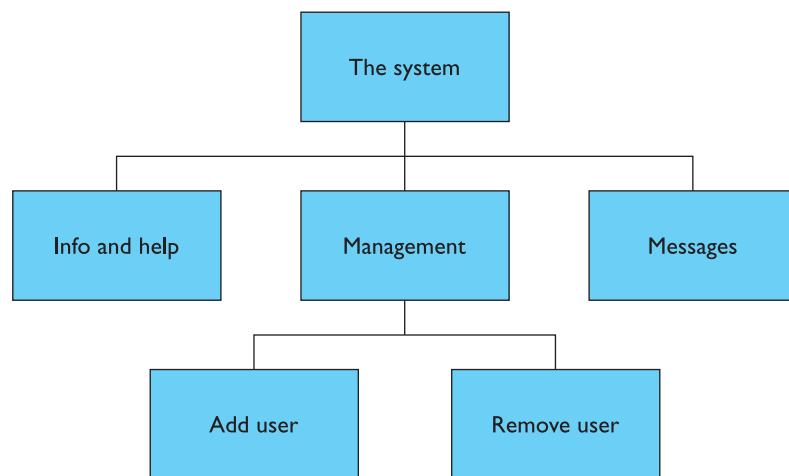 The system
Info and help
Management
Messages
Add user
Remove user